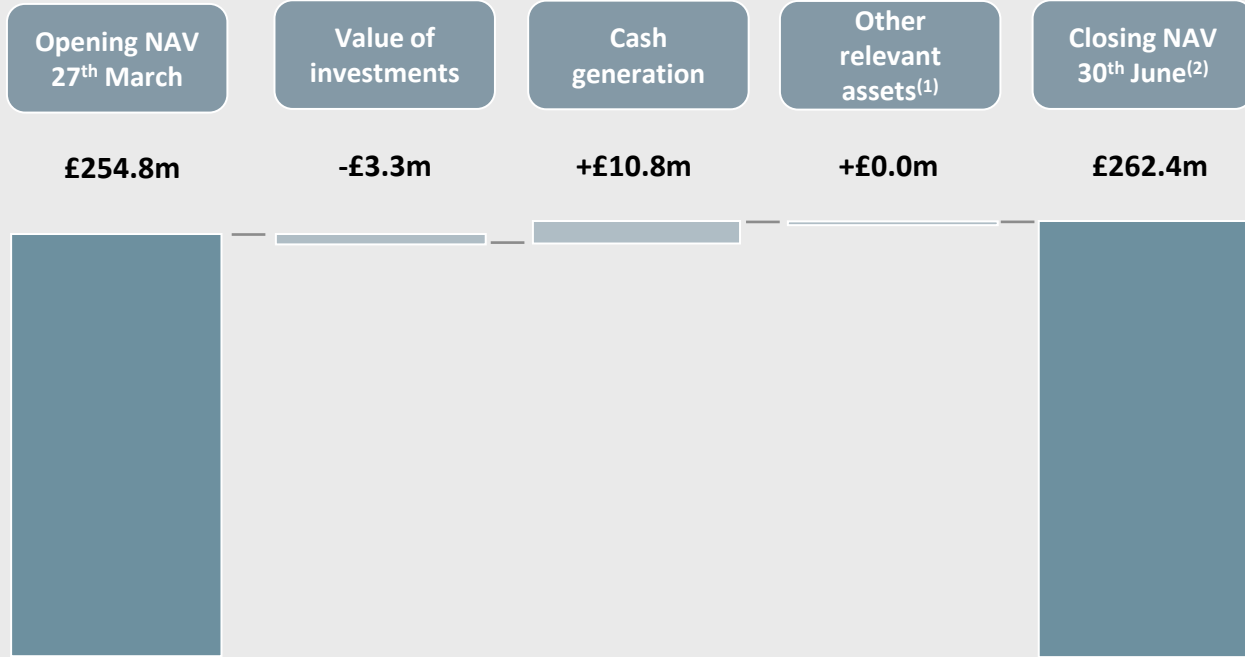 Opening NAV
27th March
Value of
investments
Cash
generation
Other
relevant
assets(1)
Closing NAV
30th June(2)
£254.8m
-£3.3m
+£10.8m
+£0.0m
£262.4m